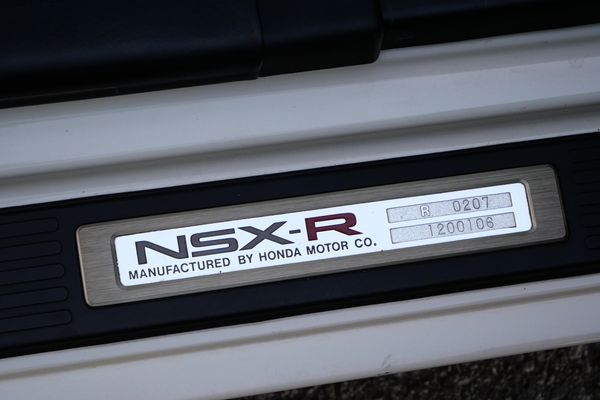 NSX-R
MANUFACTURED BY HONDA MOTOR CO.
R 0207
1200106